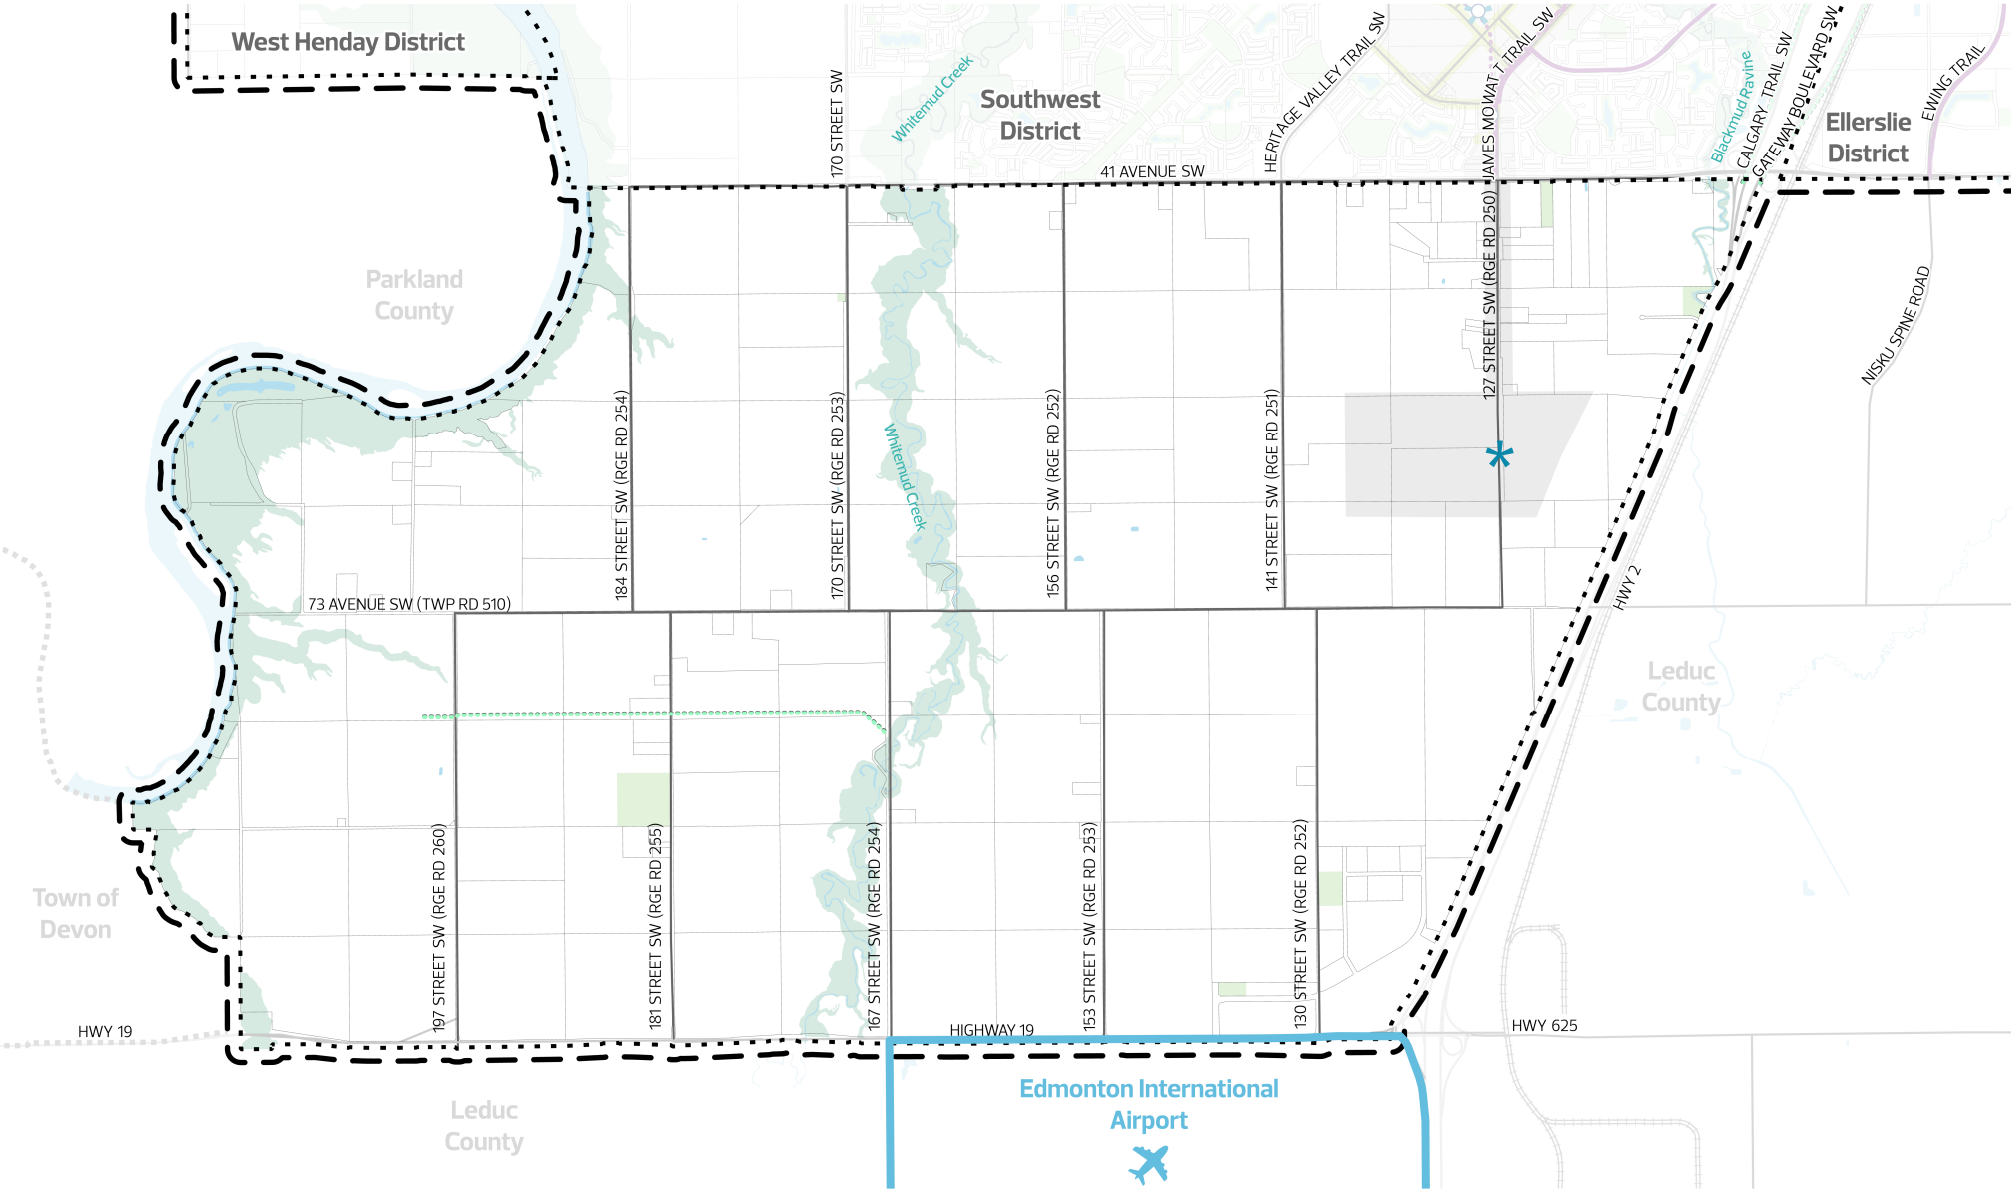 West Henday District
Southwest
District
Ellerslie
District
Whitemud Creek
170 STREET SW
HERITAGE VALLEY TRAIL SW
JAMES MOWATT TRAIL SW
Blackmud Ravine
CALGARY TRAIL SW
GATEWAY BOULEVARD SW
EWING TRAIL
41 AVENUE SW
Parkland
County
127 STREET SW (RGE RD 250)
NISKU SPINE ROAD
184 STREET SW (RGE RD 254)
170 STREET SW (RGE RD 253)
Whitemud Creek
156 STREET SW (RGE RD 252)
141 STREET SW (RGE RD 251)
*
HWY 2
73 AVENUE SW (TWP RD 510)
Leduc
County
Town of
Devon
197 STREET SW (RGE RD 260)
181 STREET SW (RGE RD 255)
167 STREET SW (RGE RD 254)
153 STREET SW (RGE RD 253)
130 STREET SW (RGE RD 252)
HWY 19
HIGHWAY 19
HWY 625
Leduc
County
Edmonton International
Airport